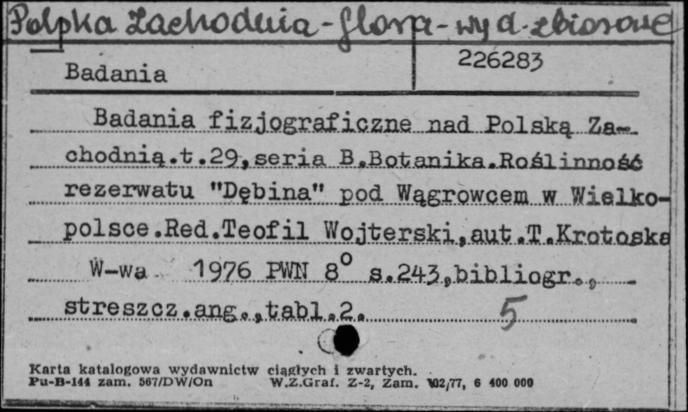 Polska Zachodnia - flora - wyd. zbiorowe
226283
Badania
Badania fizjograficzne nad Polską Za-
chodnią.t.29,seria B.Botanika.Roślinność
rezerwatu "Dębina" pod Wągrowcem w Wielko-
polsce.Red.Teofil Wojterski,aut.T.Krotoska
W-wa 1976 PWN 8° s.243,bibliogr.,
streszcz.ang.,tabl.2.
5
Karta katalogowa wydawnictw ciągłych i zwartych.
Pu-B-144 zam. 567/DW/On W.Z.Graf. Z-2, Zam. 102/77, 6 400 000